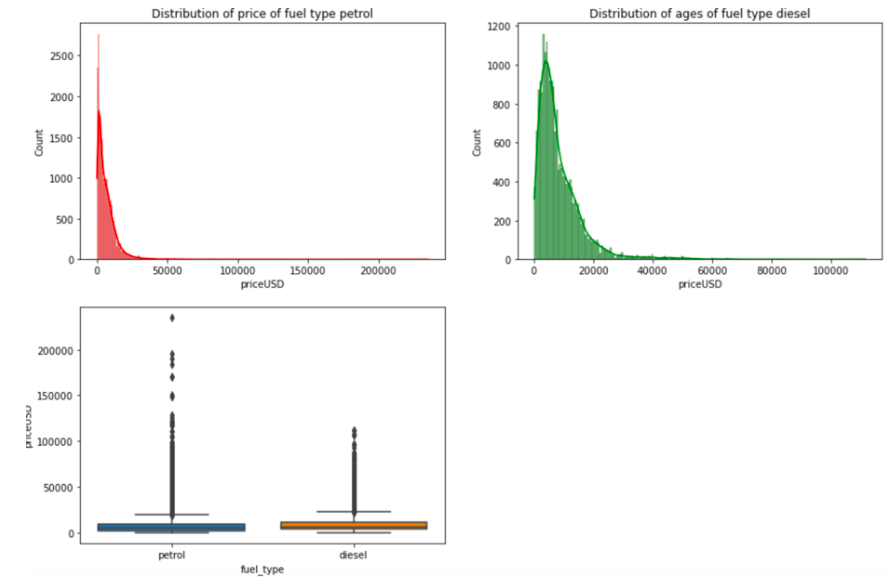 Distribution of price of fuel type petrol
2500
2000
1500
1000
500
0
Count
0
50000
100000
150000
200000
priceUSD
Distribution of ages of fuel type diesel
1200
1000
800
600
400
200
0
Count
0
20000
40000
60000
80000
100000
priceUSD
200000
150000
100000
50000
0
priceUSD
petrol
diesel
fuel_type